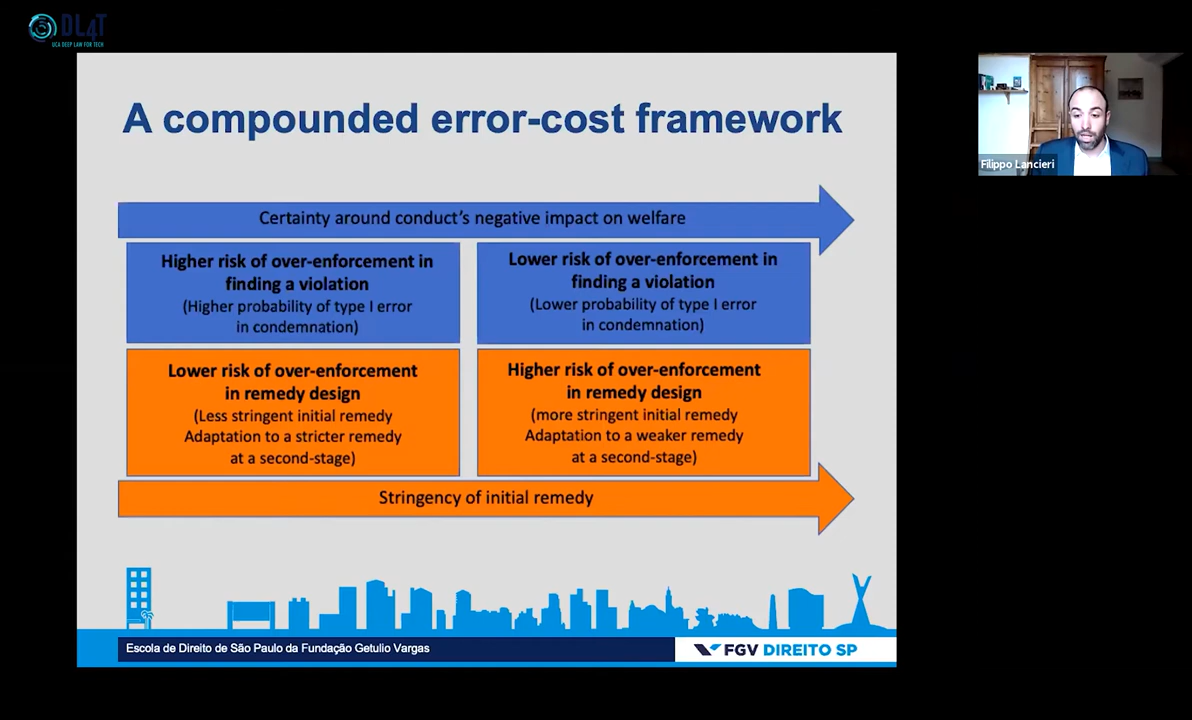 DL4T
UCA DEEP LAW FOR TECH
A compounded error-cost framework
Filippo Lancieri
Certainty around conduct's negative impact on welfare
Higher risk of over-enforcement in
finding a violation
(Higher probability of type I error
in condemnation)
Lower risk of over-enforcement in
finding a violation
(Lower probability of type I error
in condemnation)
Lower risk of over-enforcement
in remedy design
(Less stringent initial remedy
Adaptation to a stricter remedy
at a second-stage)
Higher risk of over-enforcement
in remedy design
(more stringent initial remedy
Adaptation to a weaker remedy
at a second-stage)
Stringency of initial remedy
Escola de Direito de São Paulo da Fundação Getulio Vargas
FGV DIREITO SP